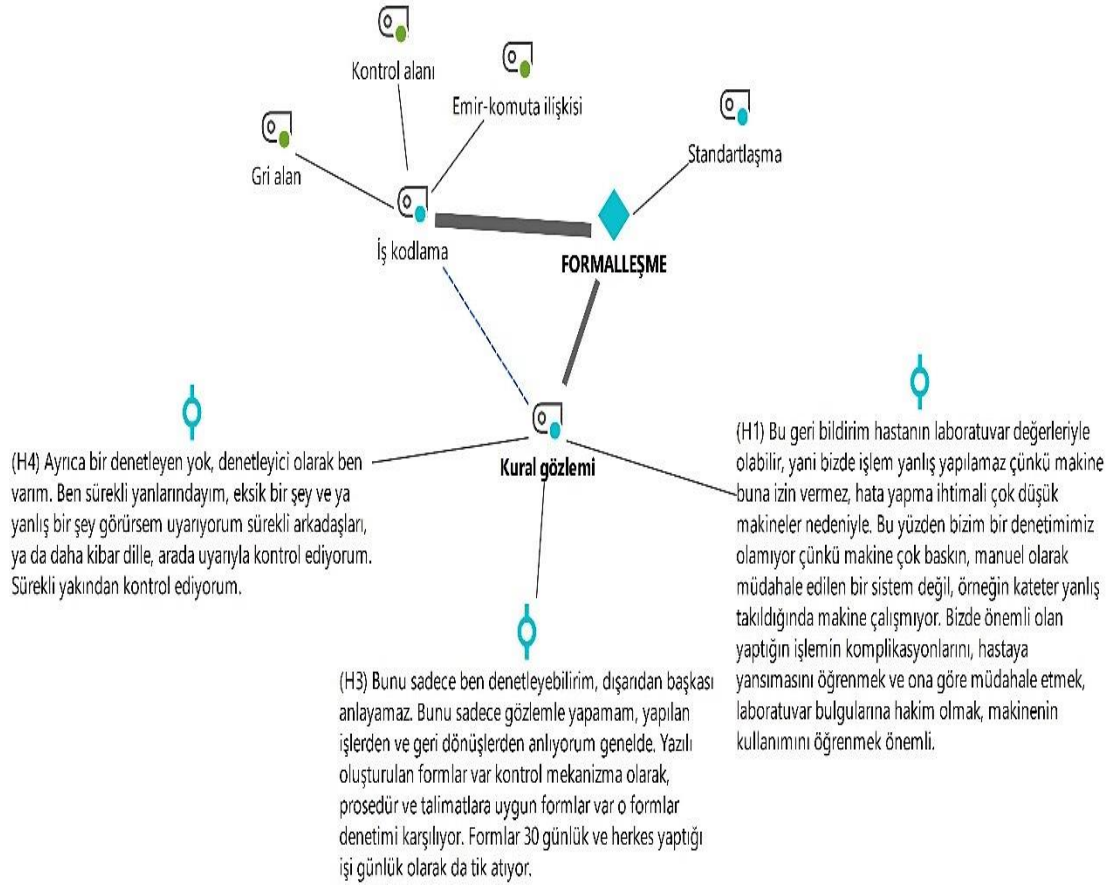 Kontrol alanı
Emir-komuta ilişkisi
Standartlaşma
Gri alan
İş kodlama
FORMALLEŞME
Kural gözlemi
(H4) Ayrıca bir denetleyen yok, denetleyici olarak ben
varım. Ben sürekli yanlarındayım, eksik bir şey ve ya
yanlış bir şey görürsem uyarıyorum sürekli arkadaşları,
ya da daha kibar dille, arada uyarıyla kontrol ediyorum.
Sürekli yakından kontrol ediyorum.
(H3) Bunu sadece ben denetleyebilirim, dışarıdan başkası
anlayamaz. Bunu sadece gözlemle yapamam, yapılan
işlerden ve geri dönüşlerden anlıyorum genelde. Yazılı
oluşturulan formlar var kontrol mekanizma olarak,
prosedür ve talimatlara uygun formlar var o formlar
denetimi karşılıyor. Formlar 30 günlük ve herkes yaptığı
işi günlük olarak da tik atıyor.
(H1) Bu geri bildirim hastanın laboratuvar değerleriyle
olabilir, yani bizde işlem yanlış yapılamaz çünkü makine
buna izin vermez, hata yapma ihtimali çok düşük
makineler nedeniyle. Bu yüzden bizim bir denetimimiz
olamıyor çünkü makine çok baskın, manuel olarak
müdahale edilen bir sistem değil, örneğin kateter yanlış
takıldığında makine çalışmıyor. Bizde önemli olan
yaptığın işlemin komplikasyonlarını, hastaya
yansımasını öğrenmek ve ona göre müdahale etmek,
laboratuvar bulgularına hakim olmak, makinenin
kullanımını öğrenmek önemli.